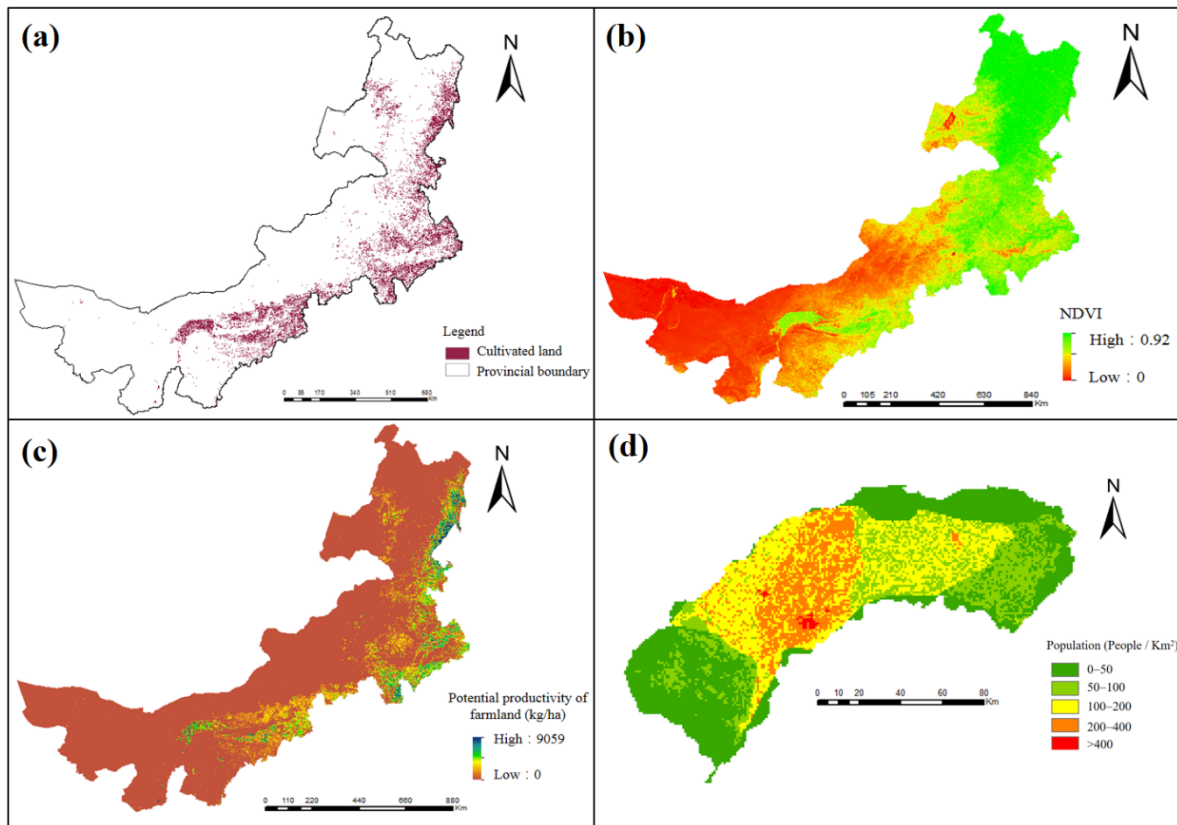 (a)
N
Legend
Cultivated land
Provincial boundary
0 85 170 340 510 680
Km
(b)
N
NDVI
High：0.92
Low：0
0 105 210 420 630 840
Km
(c)
N
Potential productivity of
farmland (kg/ha)
High：9059
Low：0
0 110 220 440 660 880
Km
(d)
N
Population (People / Km²)
0–50
50–100
100–200
200–400
>400
0 10 20 40 60 80
Km